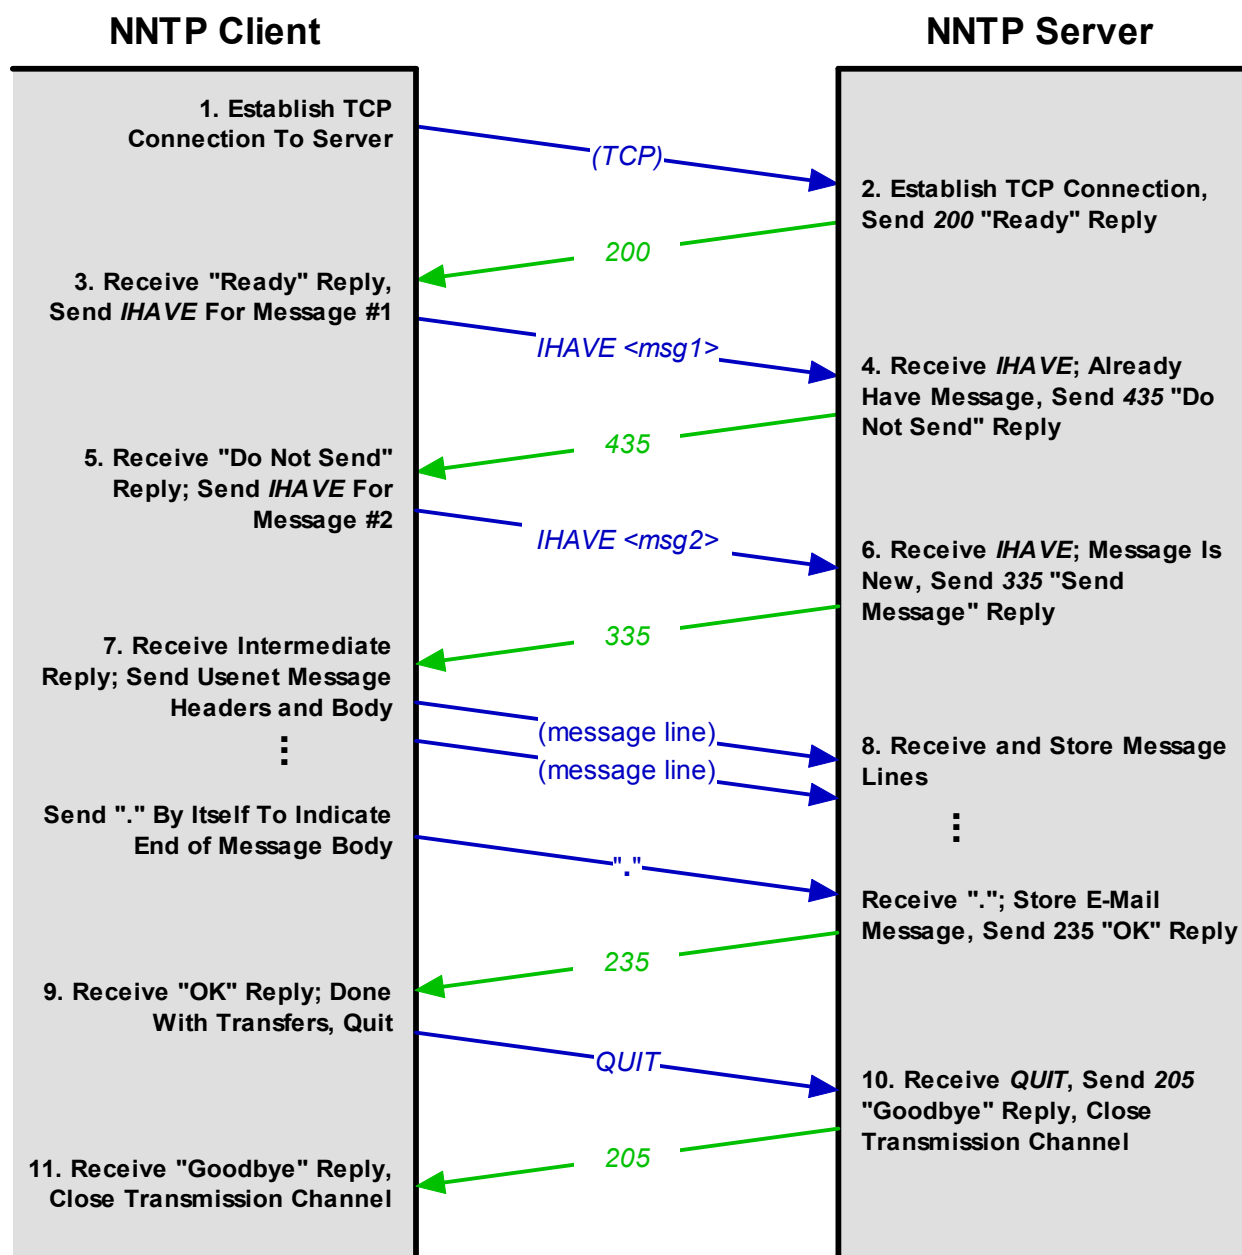 NNTP Client
NNTP Server
1. Establish TCP
Connection To Server
(TCP)
2. Establish TCP Connection,
Send 200 "Ready" Reply
200
3. Receive "Ready" Reply,
Send IHAVE For Message #1
IHAVE <msg1>
4. Receive IHAVE; Already
Have Message, Send 435 "Do
Not Send" Reply
435
5. Receive "Do Not Send"
Reply; Send IHAVE For
Message #2
IHAVE <msg2>
6. Receive IHAVE; Message Is
New, Send 335 "Send
Message" Reply
335
7. Receive Intermediate
Reply; Send Usenet Message
Headers and Body
(message line)
(message line)
8. Receive and Store Message
Lines
Send "." By Itself To Indicate
End of Message Body
"."
Receive "."; Store E-Mail
Message, Send 235 "OK" Reply
235
9. Receive "OK" Reply; Done
With Transfers, Quit
QUIT
10. Receive QUIT, Send 205
"Goodbye" Reply, Close
Transmission Channel
205
11. Receive "Goodbye" Reply,
Close Transmission Channel